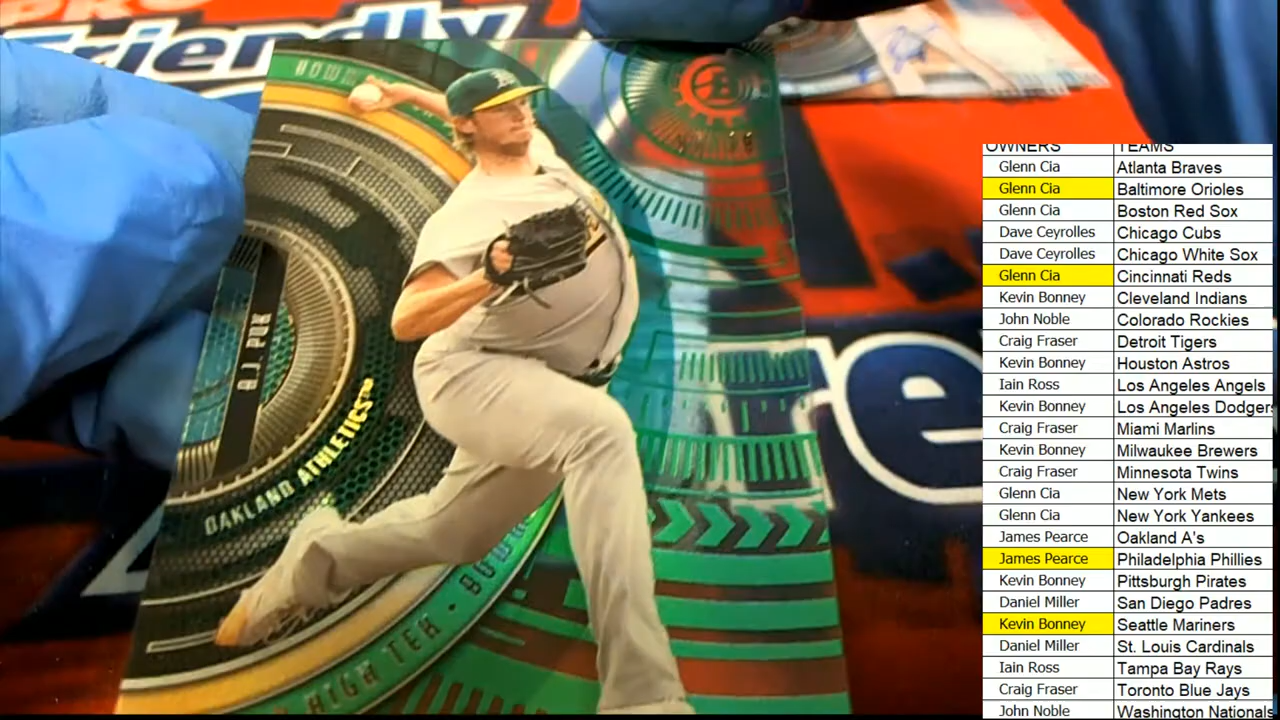 PRO
Friendly
BOWM
B
A.J. PUK
OAKLAND ATHLETICS™
HIGH TEK • BOWM
re
OWNERS TEAMS
Glenn Cia Atlanta Braves
Glenn Cia Baltimore Orioles
Glenn Cia Boston Red Sox
Dave Ceyrolles Chicago Cubs
Dave Ceyrolles Chicago White Sox
Glenn Cia Cincinnati Reds
Kevin Bonney Cleveland Indians
John Noble Colorado Rockies
Craig Fraser Detroit Tigers
Kevin Bonney Houston Astros
Iain Ross Los Angeles Angels
Kevin Bonney Los Angeles Dodgers
Craig Fraser Miami Marlins
Kevin Bonney Milwaukee Brewers
Craig Fraser Minnesota Twins
Glenn Cia New York Mets
Glenn Cia New York Yankees
James Pearce Oakland A's
James Pearce Philadelphia Phillies
Kevin Bonney Pittsburgh Pirates
Daniel Miller San Diego Padres
Kevin Bonney Seattle Mariners
Daniel Miller St. Louis Cardinals
Iain Ross Tampa Bay Rays
Craig Fraser Toronto Blue Jays
John Noble Washington Nationals